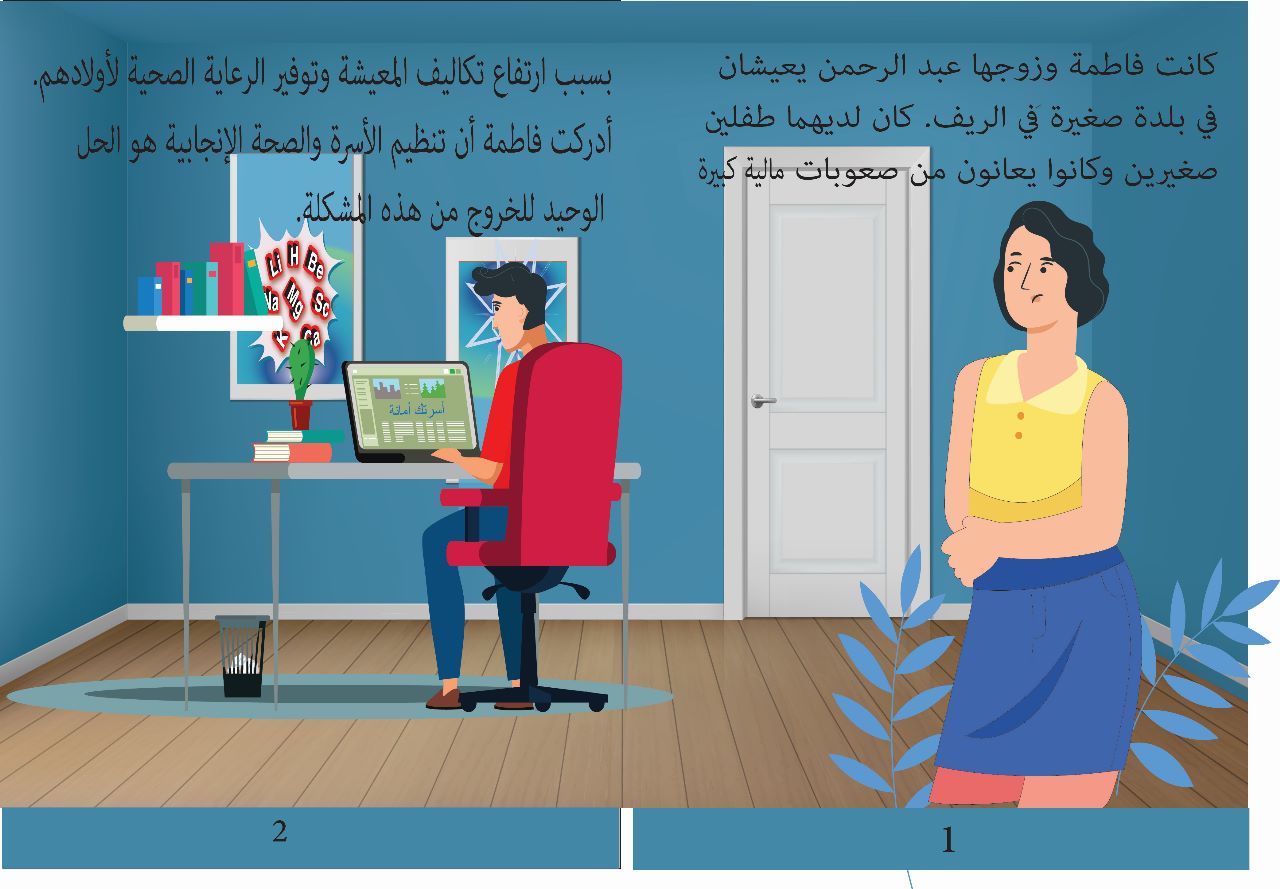 كانت فاطمة وزوجها عبد الرحمن يعيشان
في بلدة صغيرة في الريف. كان لديهما طفلين
صغيرين وكانوا يعانون من صعوبات مالية كبيرة
1
بسبب ارتفاع تكاليف المعيشة وتوفير الرعاية الصحية لأولادهم.
أدركت فاطمة أن تنظيم الأسرة والصحة الإنجابية هو الحل
الوحيد للخروج من هذه المشكلة.
Li H Be
Na Mg Sc
K Ca
أسرتك أمانة
2